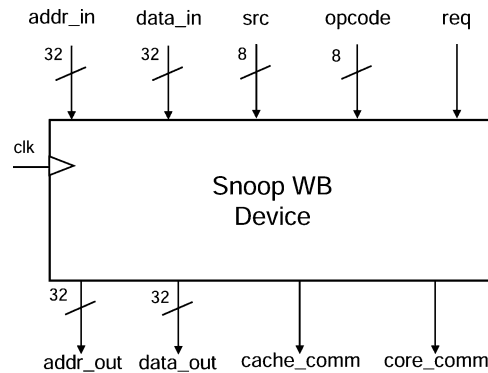 addr_in data_in src opcode req
32 32 8 8
clk
Snoop WB
Device
32 32
addr_out data_out cache_comm core_comm